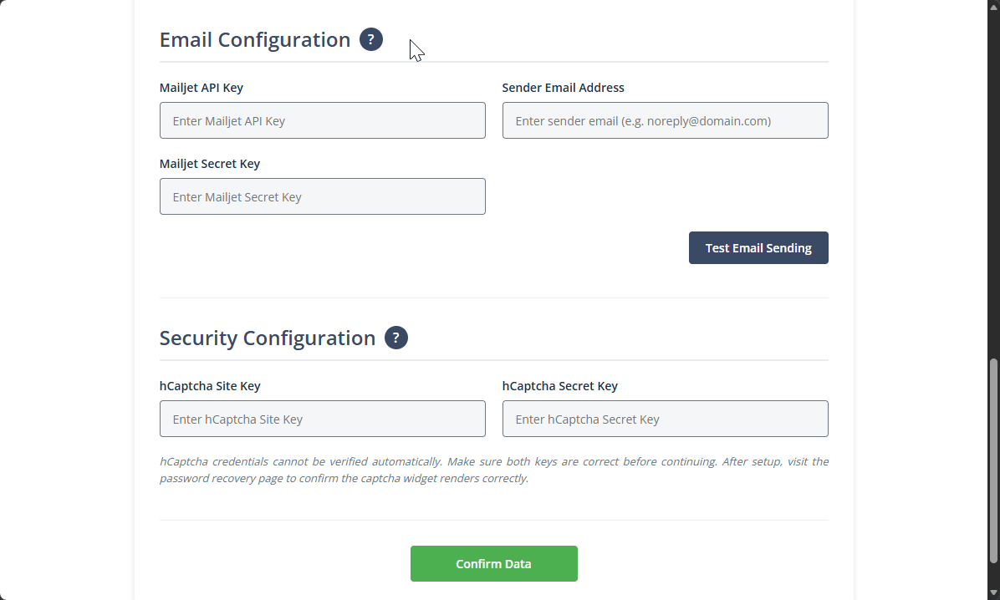 Email Configuration ?
Mailjet API Key
Enter Mailjet API Key
Sender Email Address
Enter sender email (e.g. noreply@domain.com)
Mailjet Secret Key
Enter Mailjet Secret Key
Test Email Sending
Security Configuration ?
hCaptcha Site Key
Enter hCaptcha Site Key
hCaptcha Secret Key
Enter hCaptcha Secret Key
hCaptcha credentials cannot be verified automatically. Make sure both keys are correct before continuing. After setup, visit the
password recovery page to confirm the captcha widget renders correctly.
Confirm Data